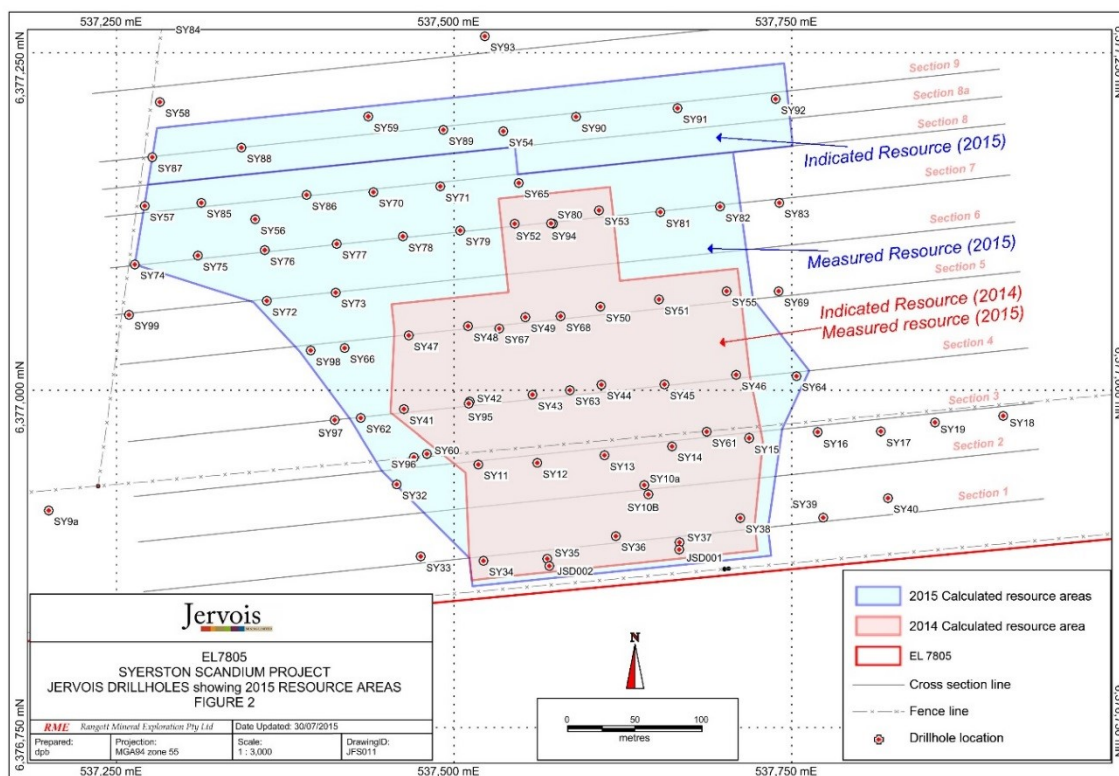 537,250 mE
537,500 mE
537,750 mE
6,377,250 mN
SY84
SY93
Section 9
Section 8a
Section 8
SY58
SY59
SY89
SY54
SY90
SY91
SY92
SY87
SY88
Indicated Resource (2015)
Section 7
SY57
SY85
SY56
SY86
SY70
SY71
SY65
SY80
SY53
SY81
SY82
SY83
SY52
SY94
SY79
SY78
SY77
SY76
SY75
SY74
Section 6
Measured Resource (2015)
Section 5
SY99
SY72
SY73
SY55
SY69
SY51
SY50
SY68
SY49
SY67
SY48
SY47
Indicated Resource (2014)
Measured resource (2015)
Section 4
SY98
SY66
6,377,000 mN
SY46
SY64
SY45
SY44
SY63
SY43
SY42
SY95
SY41
Section 3
SY97
SY62
SY61
SY15
SY16
SY17
SY19
SY18
Section 2
SY96
SY60
SY11
SY12
SY13
SY14
SY32
SY10a
SY10B
SY9a
SY39
SY40
Section 1
SY38
SY37
JSD001
SY36
SY35
JSD002
SY34
SY33
Jervois
EL7805
SYERSTON SCANDIUM PROJECT
JERVOIS DRILLHOLES showing 2015 RESOURCE AREAS
FIGURE 2
RME Rangott Mineral Exploration Pty Ltd
Date Updated: 30/07/2015
Prepared:
dpb
Projection:
MGA94 zone 55
Scale:
1 : 3,000
DrawingID:
JFS011
N
0 50 100
metres
2015 Calculated resource areas
2014 Calculated resource area
EL 7805
Cross section line
Fence line
Drillhole location
6,376,750 mN
537,250 mE
537,500 mE
537,750 mE